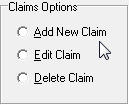 Claims Options
Add New Claim
Edit Claim
Delete Claim